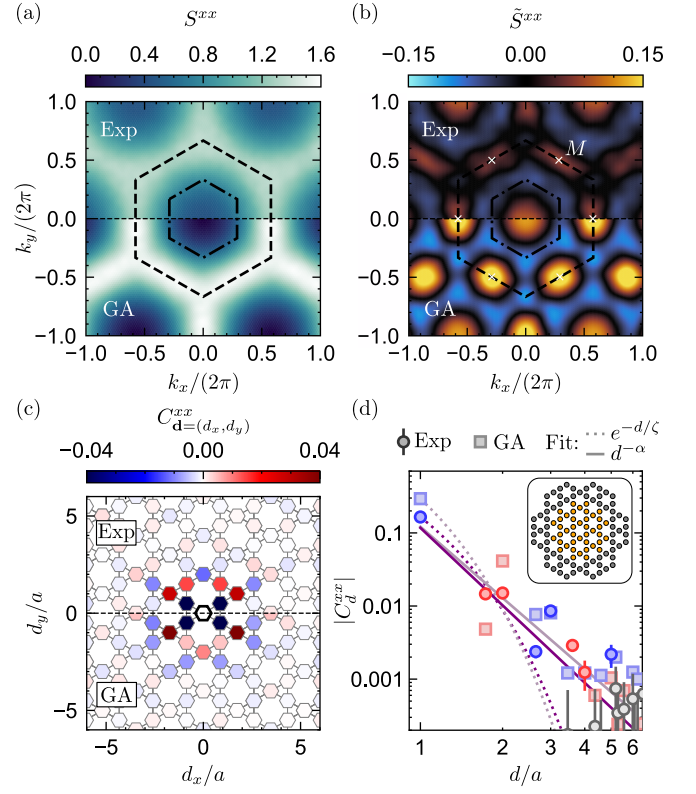 (a)
S^{xx}
0.0 0.4 0.8 1.2 1.6
Exp
GA
1.0
0.5
0.0
−0.5
−1.0
k_y/(2π)
−1.0 −0.5 0.0 0.5 1.0
k_x/(2π)
(b)
S̃^{xx}
−0.15 0.00 0.15
Exp
M
GA
1.0
0.5
0.0
−0.5
−1.0
−1.0 −0.5 0.0 0.5 1.0
k_x/(2π)
(c)
C^{xx}_{d=(d_x,d_y)}
−0.04 −0.02 0.00 0.02 0.04
Exp
GA
5
0
−5
d_y/a
−5 0 5
d_x/a
(d)
Exp GA Fit: e^{−d/ζ}
d^{−α}
0.1
0.01
0.001
|C^{xx}_d|
1 2 3 4 5 6
d/a